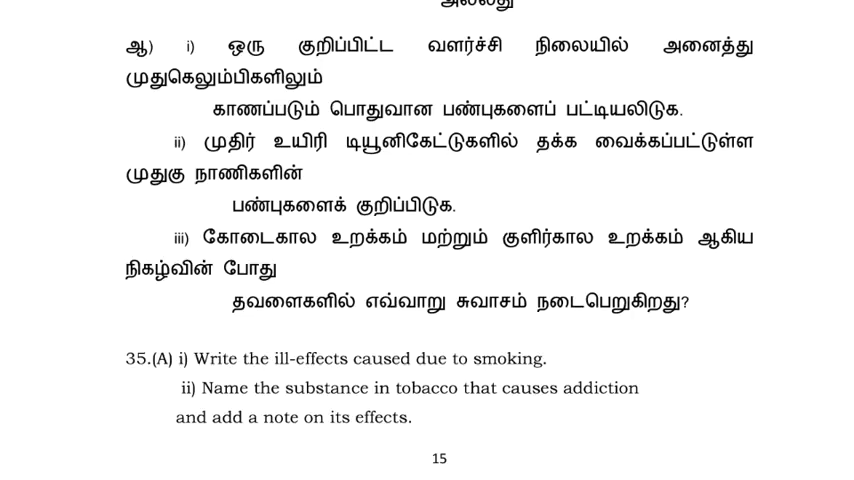 அல்லது
ஆ) i) ஒரு குறிப்பிட்ட வளர்ச்சி நிலையில் அனைத்து
முதுகெலும்பிகளிலும்
காணப்படும் பொதுவான பண்புகளைப் பட்டியலிடுக.
ii) முதிர் உயிரி டியூனிகேட்டுகளில் தக்க வைக்கப்பட்டுள்ள
முதுகு நாணிகளின்
பண்புகளைக் குறிப்பிடுக.
iii) கோடைகால உறக்கம் மற்றும் குளிர்கால உறக்கம் ஆகிய
நிகழ்வின் போது
தவளைகளில் எவ்வாறு சுவாசம் நடைபெறுகிறது?
35.(A) i) Write the ill-effects caused due to smoking.
ii) Name the substance in tobacco that causes addiction
and add a note on its effects.
15